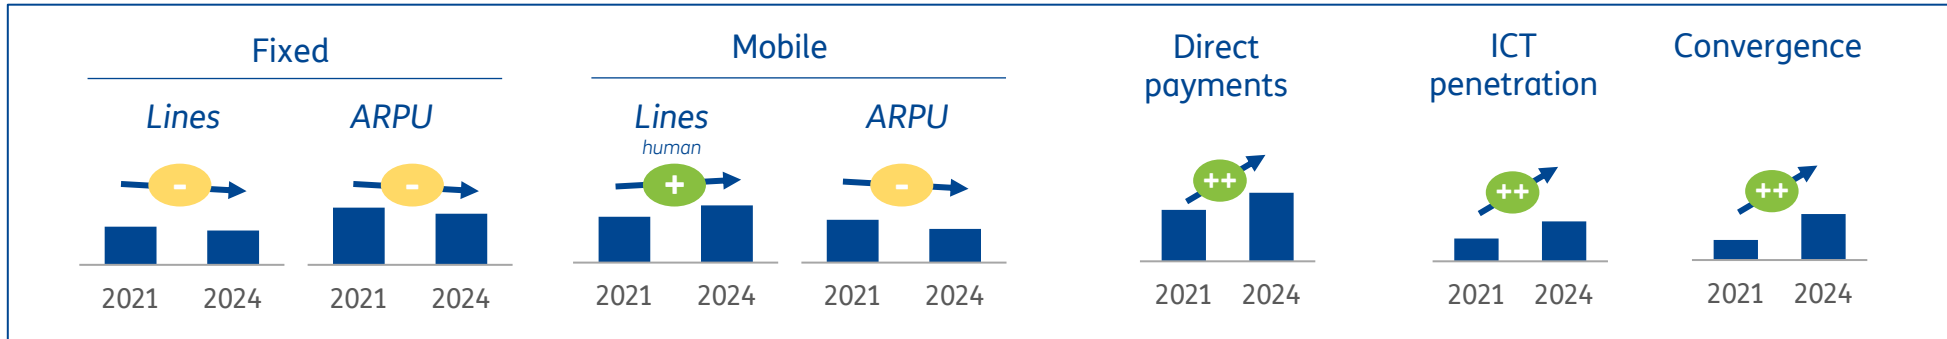 Fixed
Mobile
Direct
payments
ICT
penetration
Convergence
Lines
ARPU
Lines
human
ARPU
-
-
+
-
++
++
++
2021 2024
2021 2024
2021 2024
2021 2024
2021 2024
2021 2024
2021 2024